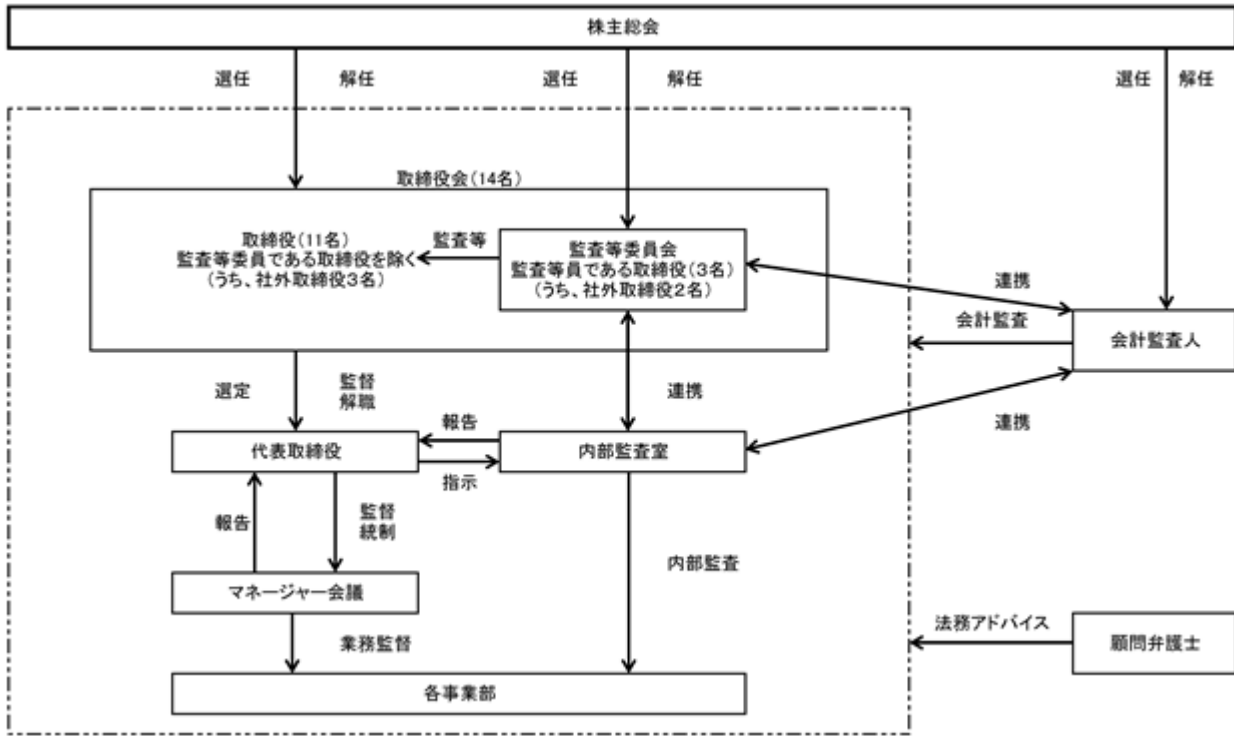 株主総会
選任
解任
選任
解任
選任
解任
取締役会(14名)
取締役(11名)
監査等委員である取締役を除く
(うち、社外取締役3名)
監査等
監査等委員会
監査等員である取締役(3名)
(うち、社外取締役2名)
連携
会計監査
会計監査人
選定
監督
解職
連携
連携
報告
代表取締役
内部監査室
指示
報告
監督
統制
内部監査
マネージャー会議
業務監督
法務アドバイス
顧問弁護士
各事業部